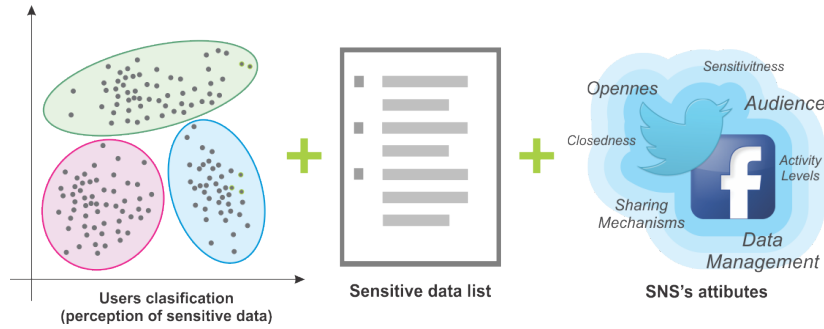 Sensitivitness
Opennes
Audience
Closedness
Activity
Levels
Sharing
Mechanisms
Data
Management
Users clasification
(perception of sensitive data)
Sensitive data list
SNS's attibutes